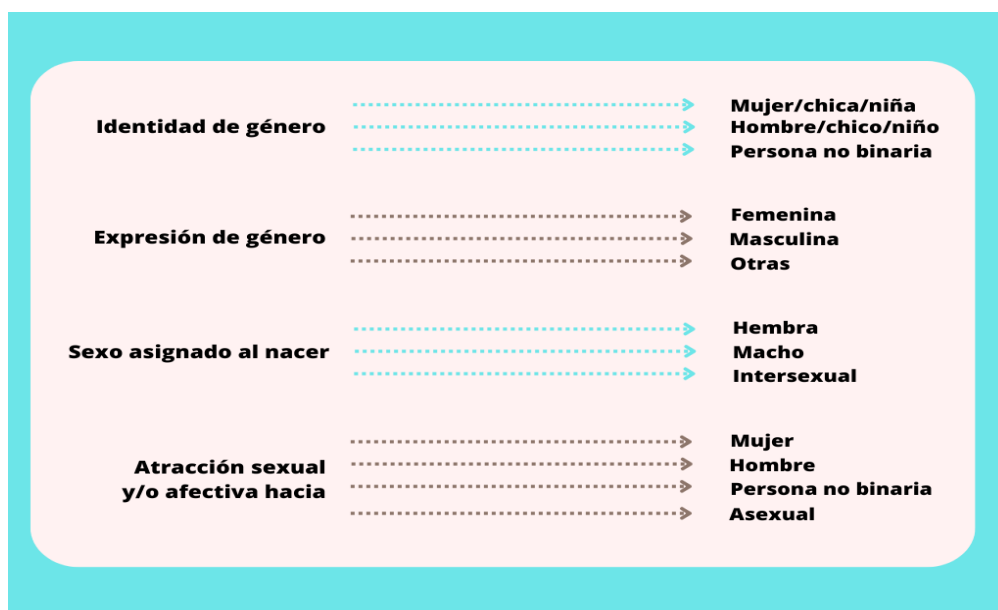 Identidad de género
Mujer/chica/niña
Hombre/chico/niño
Persona no binaria
Expresión de género
Femenina
Masculina
Otras
Sexo asignado al nacer
Hembra
Macho
Intersexual
Atracción sexual
y/o afectiva hacia
Mujer
Hombre
Persona no binaria
Asexual